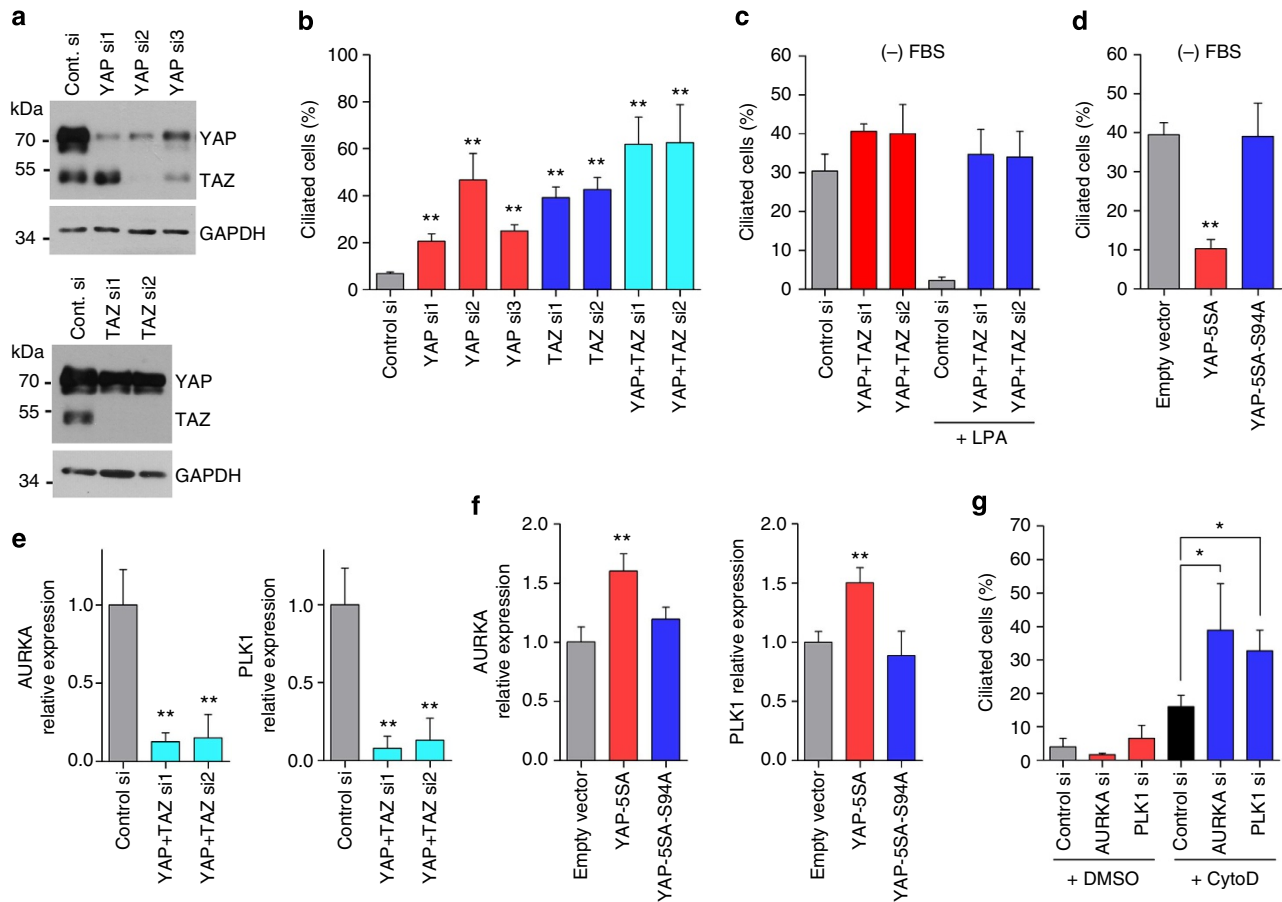 a
Cont. si
YAP si1
YAP si2
YAP si3
kDa
70
55
34
YAP
TAZ
GAPDH
Cont. si
TAZ si1
TAZ si2
kDa
70
55
34
YAP
TAZ
GAPDH
b
Ciliated cells (%)
100
80
60
40
20
0
**
**
**
**
**
**
**
Control si
YAP si1
YAP si2
YAP si3
TAZ si1
TAZ si2
YAP+TAZ si1
YAP+TAZ si2
c
(–) FBS
Ciliated cells (%)
60
50
40
30
20
10
0
Control si
YAP+TAZ si1
YAP+TAZ si2
Control si
YAP+TAZ si1
YAP+TAZ si2
+ LPA
d
(–) FBS
Ciliated cells (%)
60
50
40
30
20
10
0
**
Empty vector
YAP-5SA
YAP-5SA-S94A
e
AURKA
relative expression
1.0
0.5
0.0
**
**
Control si
YAP+TAZ si1
YAP+TAZ si2
PLK1
relative expression
1.0
0.5
0.0
**
**
Control si
YAP+TAZ si1
YAP+TAZ si2
f
AURKA
relative expression
2.0
1.5
1.0
0.5
0.0
**
Empty vector
YAP-5SA
YAP-5SA-S94A
PLK1 relative expression
2.0
1.5
1.0
0.5
0.0
**
Empty vector
YAP-5SA
YAP-5SA-S94A
g
Ciliated cells (%)
70
60
50
40
30
20
10
0
*
*
Control si
AURKA si
PLK1 si
Control si
AURKA si
PLK1 si
+ DMSO
+ CytoD